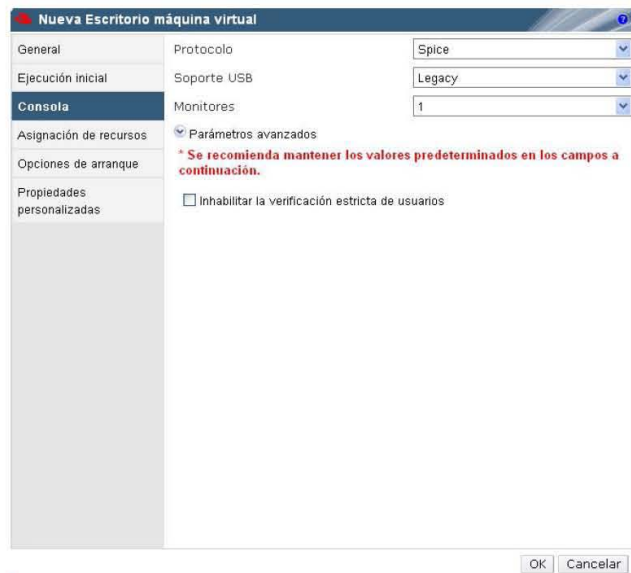 Nueva Escritorio máquina virtual
General
Ejecución inicial
Consola
Asignación de recursos
Opciones de arranque
Propiedades
personalizadas
Protocolo
Spice
Soporte USB
Legacy
Monitores
1
Parámetros avanzados
* Se recomienda mantener los valores predeterminados en los campos a
continuación.
Inhabilitar la verificación estricta de usuarios
OK
Cancelar